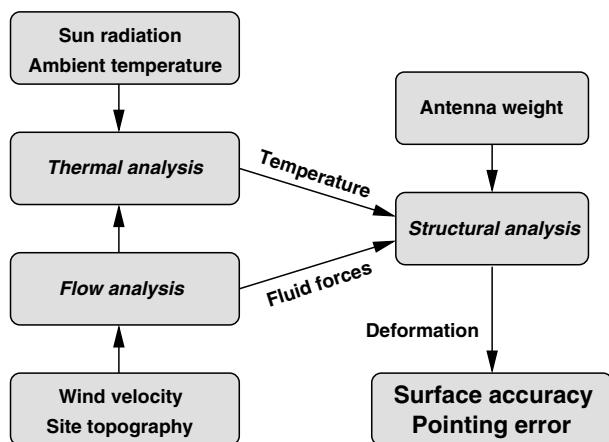 Sun radiation
Ambient temperature
Antenna weight
Thermal analysis
Temperature
Structural analysis
Flow analysis
Fluid forces
Deformation
Wind velocity
Site topography
Surface accuracy
Pointing error